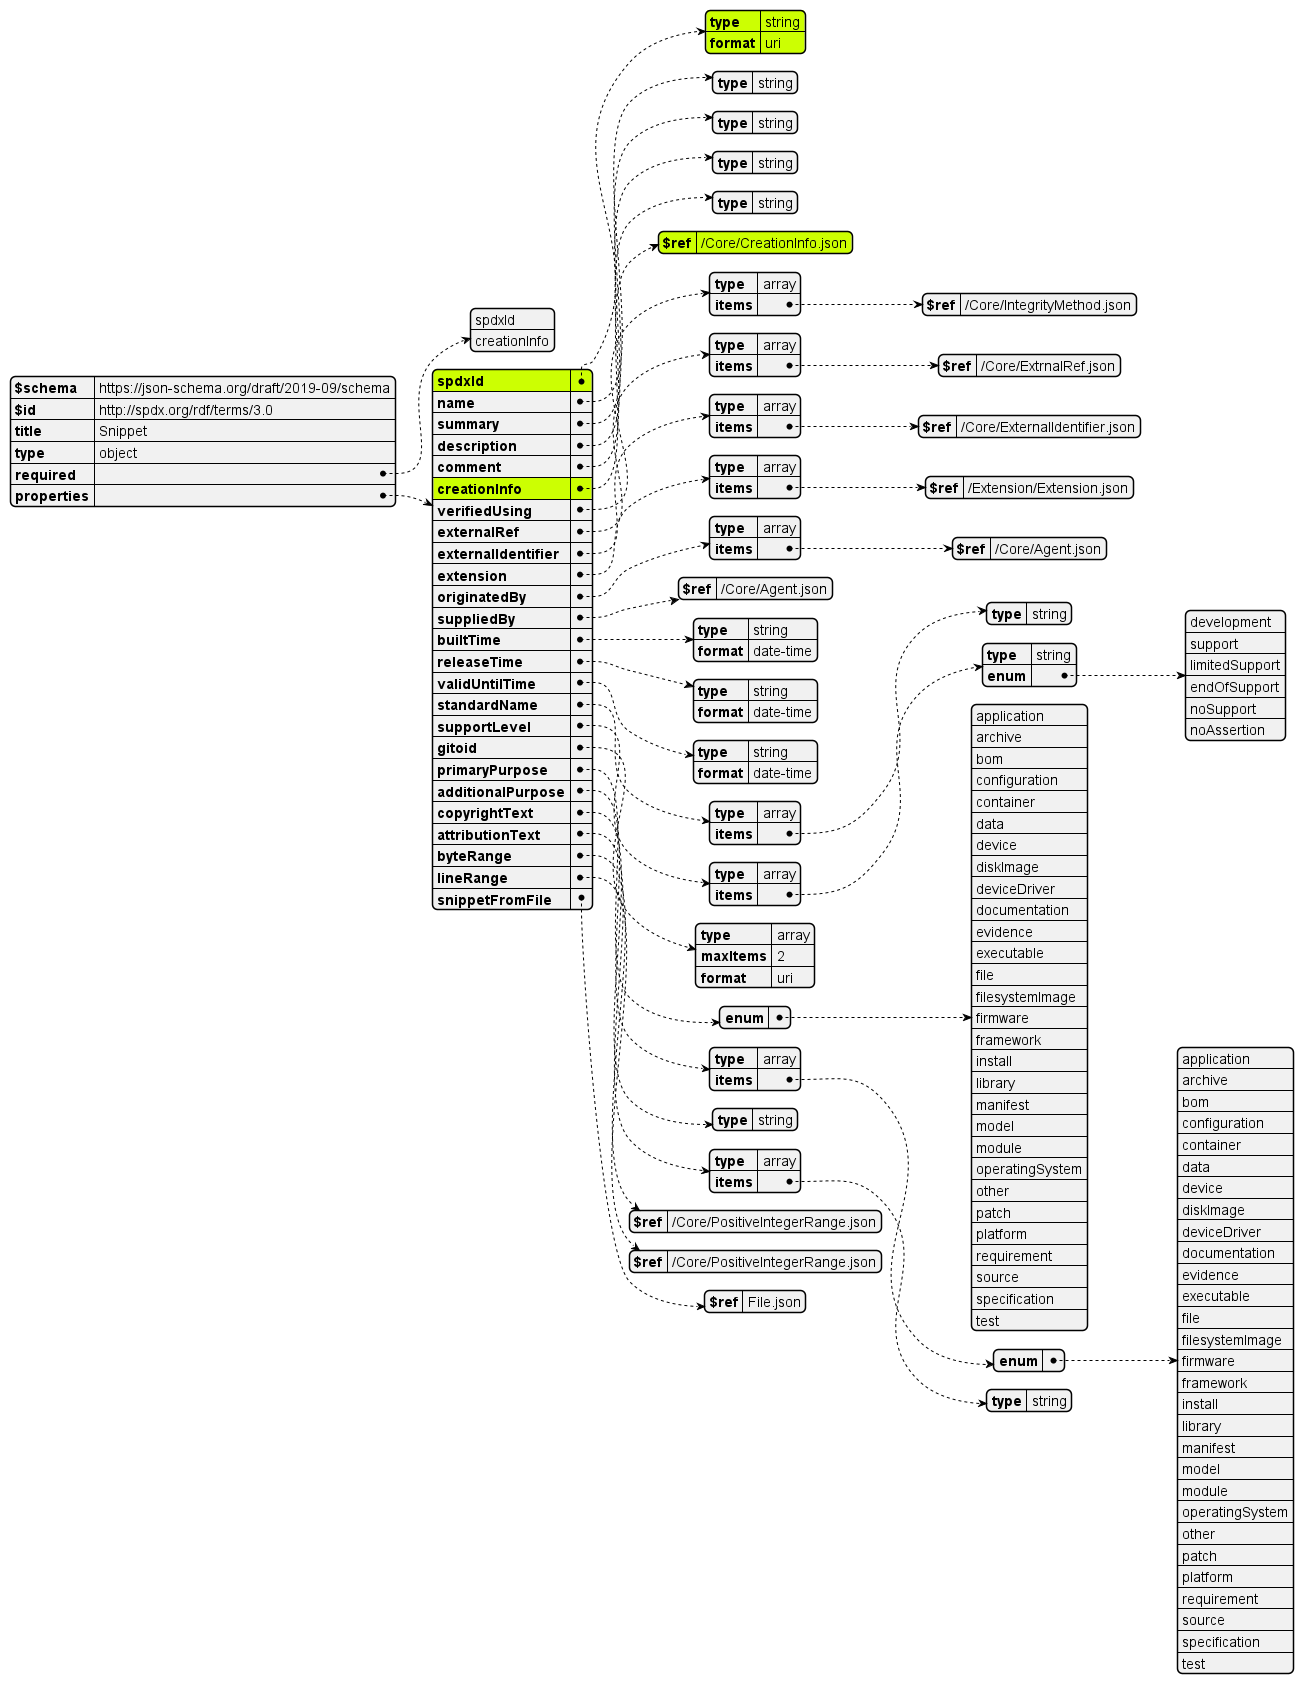 $schema https://json-schema.org/draft/2019-09/schema
$id http://spdx.org/rdf/terms/3.0
title Snippet
type object
required
properties
spdxId
creationInfo
spdxId
name
summary
description
comment
creationInfo
verifiedUsing
externalRef
externalIdentifier
extension
originatedBy
suppliedBy
builtTime
releaseTime
validUntilTime
standardName
supportLevel
gitoid
primaryPurpose
additionalPurpose
copyrightText
attributionText
byteRange
lineRange
snippetFromFile
type string
format uri
type string
type string
type string
type string
$ref /Core/CreationInfo.json
type array
items
$ref /Core/IntegrityMethod.json
type array
items
$ref /Core/ExtrnalRef.json
type array
items
$ref /Core/ExternalIdentifier.json
type array
items
$ref /Extension/Extension.json
type array
items
$ref /Core/Agent.json
$ref /Core/Agent.json
type string
format date-time
type string
format date-time
type string
format date-time
type array
items
type string
type array
items
type string
enum
development
support
limitedSupport
endOfSupport
noSupport
noAssertion
type array
maxItems 2
format uri
enum
application
archive
bom
configuration
container
data
device
diskImage
deviceDriver
documentation
evidence
executable
file
filesystemImage
firmware
framework
install
library
manifest
model
module
operatingSystem
other
patch
platform
requirement
source
specification
test
type array
items
type string
type array
items
$ref /Core/PositiveIntegerRange.json
$ref /Core/PositiveIntegerRange.json
$ref File.json
enum
application
archive
bom
configuration
container
data
device
diskImage
deviceDriver
documentation
evidence
executable
file
filesystemImage
firmware
framework
install
library
manifest
model
module
operatingSystem
other
patch
platform
requirement
source
specification
test
type string